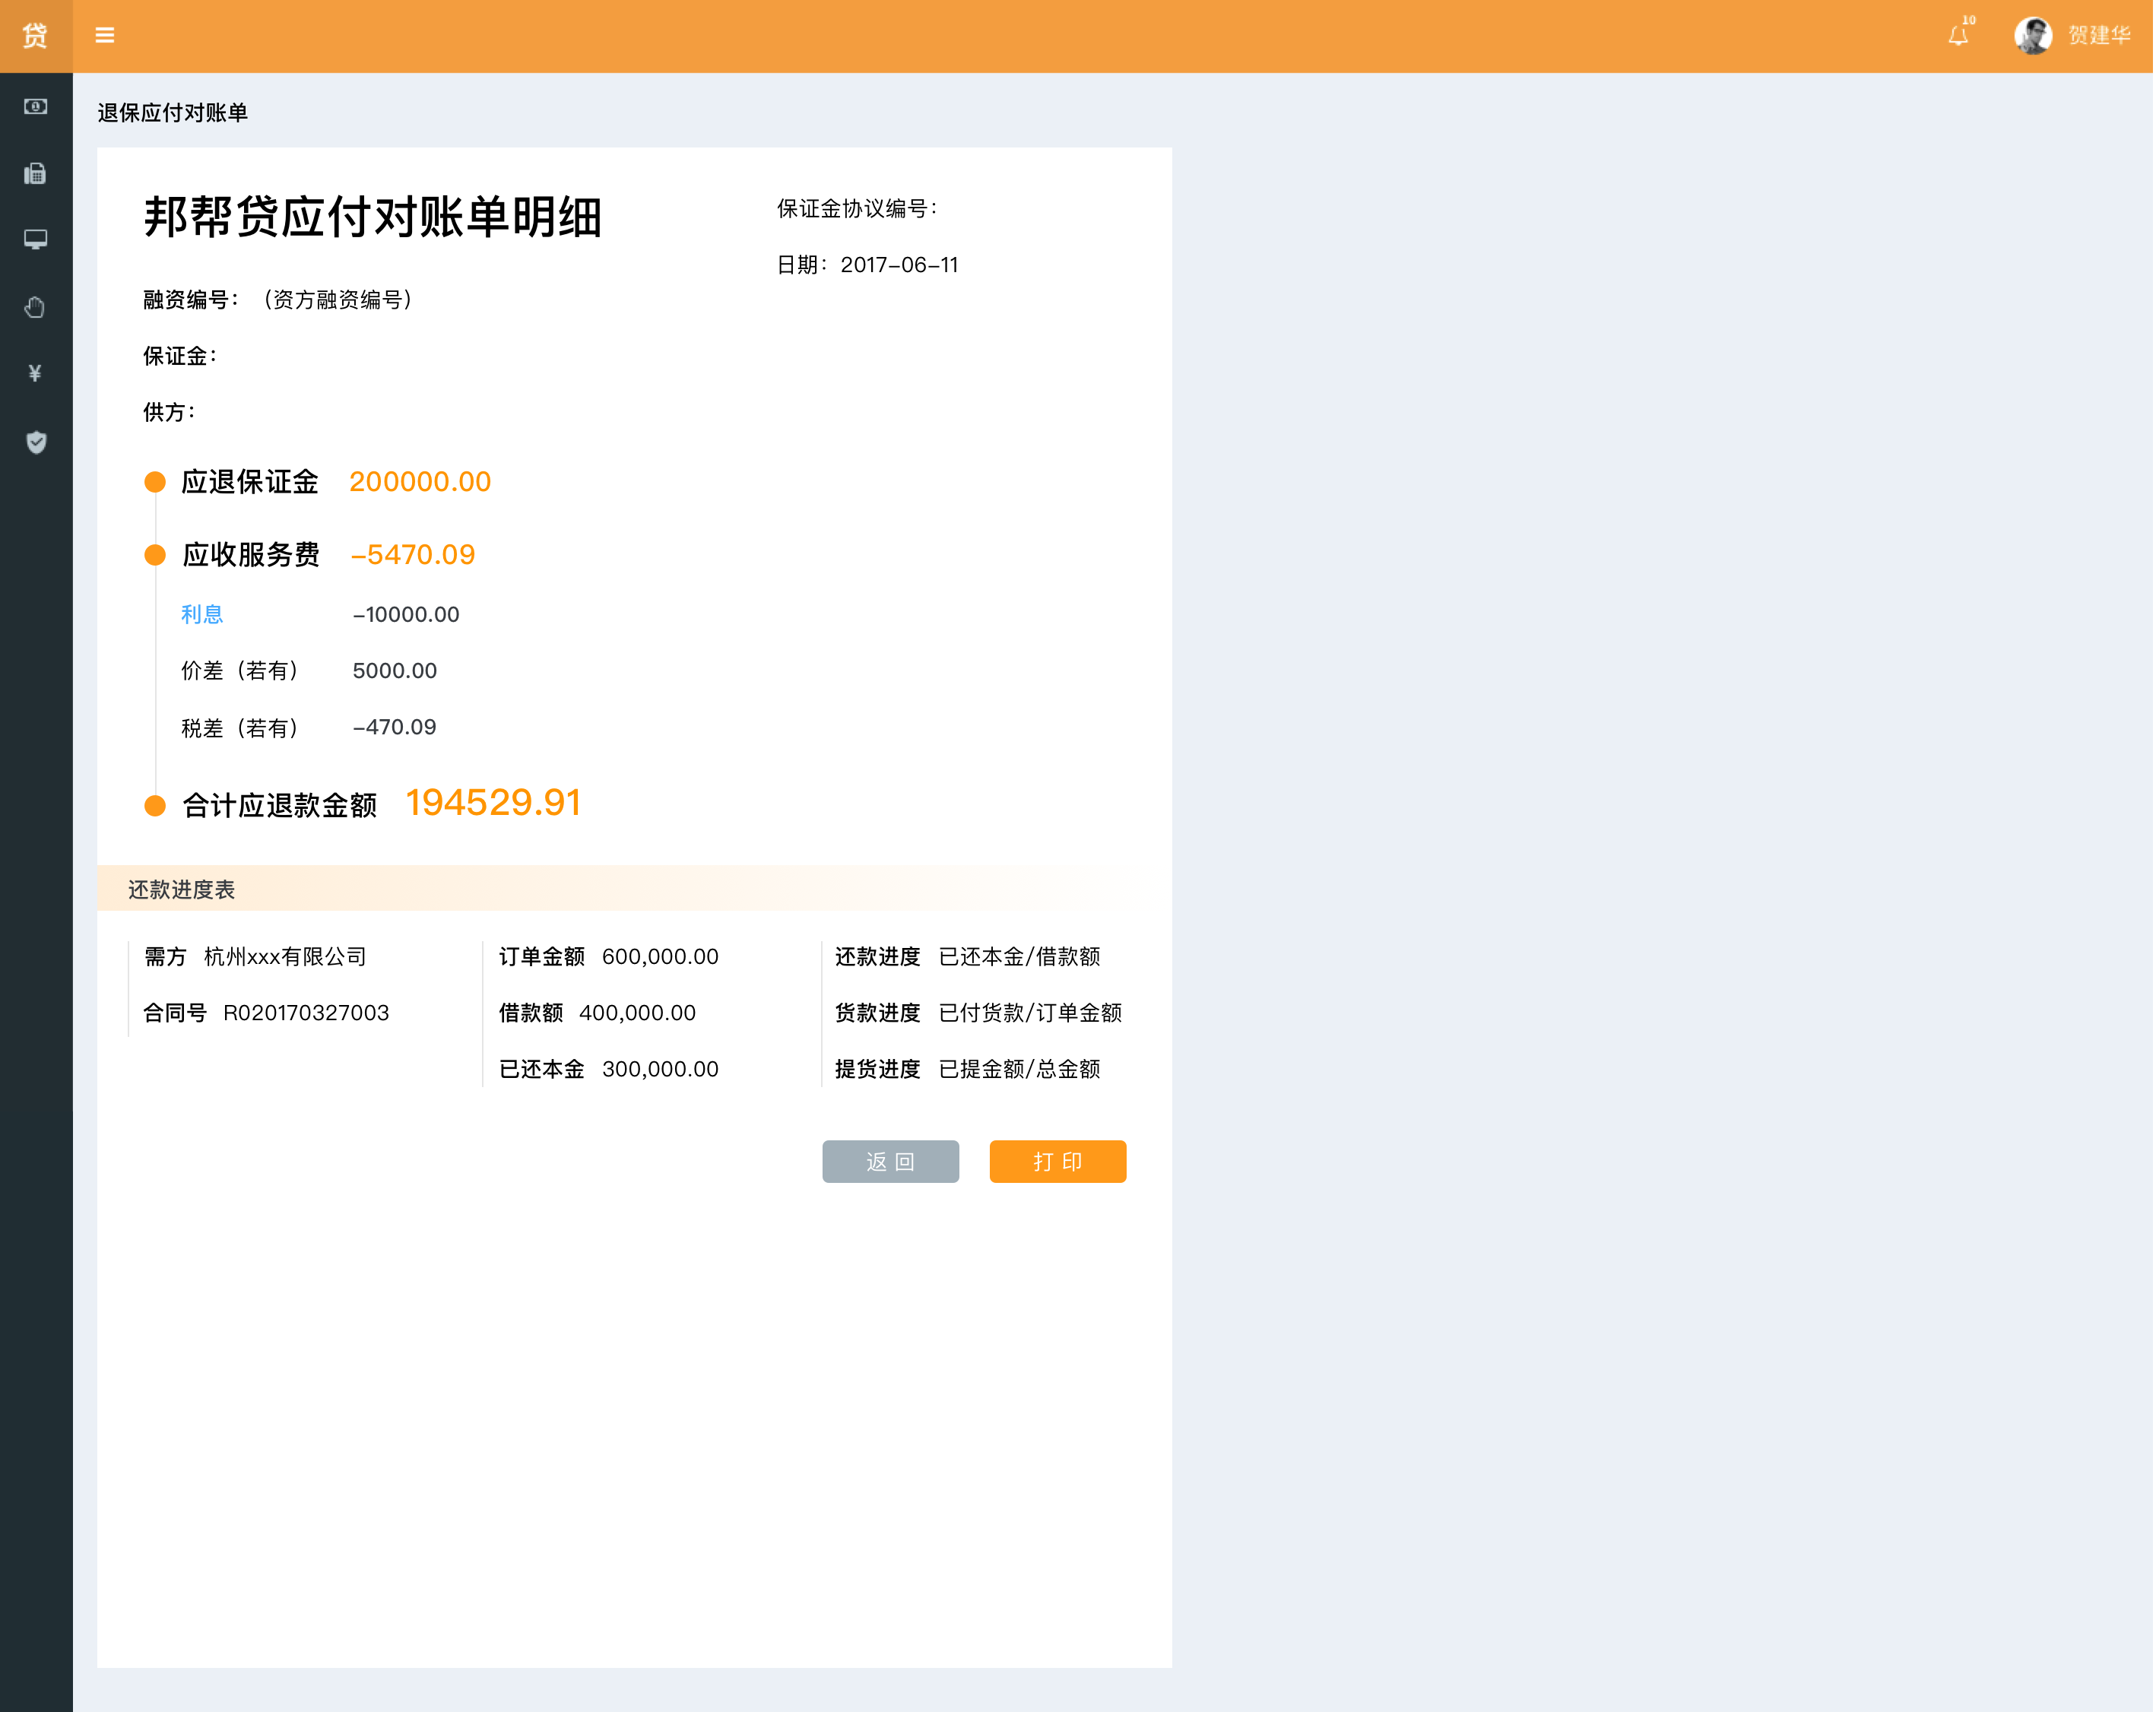 贷
10
贺建华
退保应付对账单
邦帮贷应付对账单明细
保证金协议编号：
日期：2017-06-11
融资编号：（资方融资编号）
保证金：
供方：
应退保证金 200000.00
应收服务费 -5470.09
利息 -10000.00
价差（若有） 5000.00
税差（若有） -470.09
合计应退款金额 194529.91
还款进度表
需方 杭州xxx有限公司
合同号 R020170327003
订单金额 600,000.00
借款额 400,000.00
已还本金 300,000.00
还款进度 已还本金/借款额
货款进度 已付货款/订单金额
提货进度 已提金额/总金额
返 回
打 印